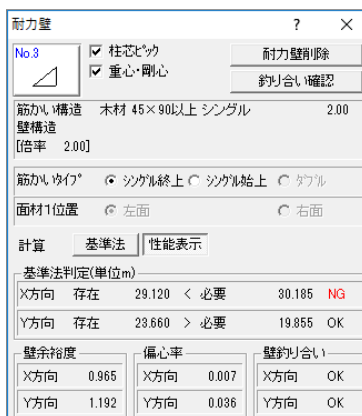 耐力壁 ? ×
No.3
柱芯ピック
重心・剛心
耐力壁削除
釣り合い確認
筋かい構造 木材 45×90以上 シングル 2.00
壁構造
[倍率 2.00]
筋かいタイプ シングル終上 シングル始上 ダブル
面材1位置 左面 右面
計算 基準法 性能表示
基準法判定(単位m)
X方向 存在 29.120 < 必要 30.185 NG
Y方向 存在 23.660 > 必要 19.855 OK
壁余裕度 偏心率 壁釣り合い
X方向 0.965 X方向 0.007 X方向 OK
Y方向 1.192 Y方向 0.036 Y方向 OK